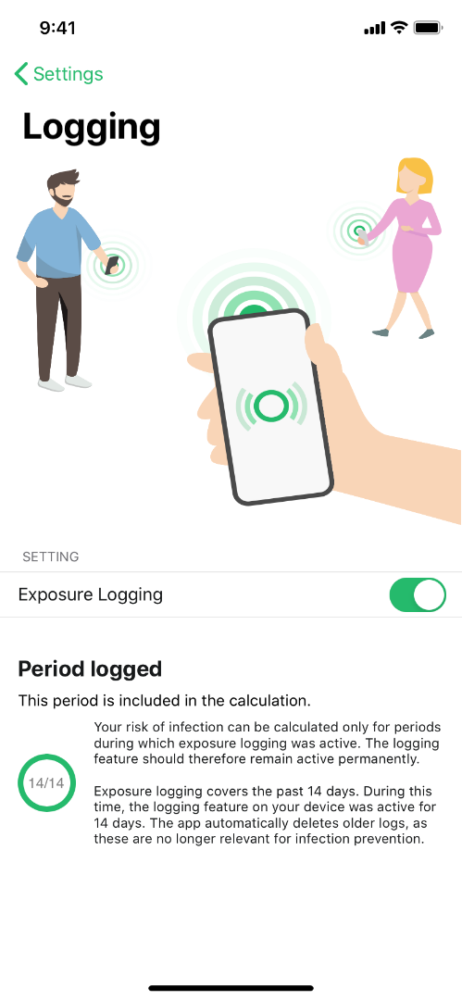 9:41
Settings
Logging
SETTING
Exposure Logging
Period logged
This period is included in the calculation.
Your risk of infection can be calculated only for periods
during which exposure logging was active. The logging
feature should therefore remain active permanently.
14/14
Exposure logging covers the past 14 days. During this
time, the logging feature on your device was active for
14 days. The app automatically deletes older logs, as
these are no longer relevant for infection prevention.